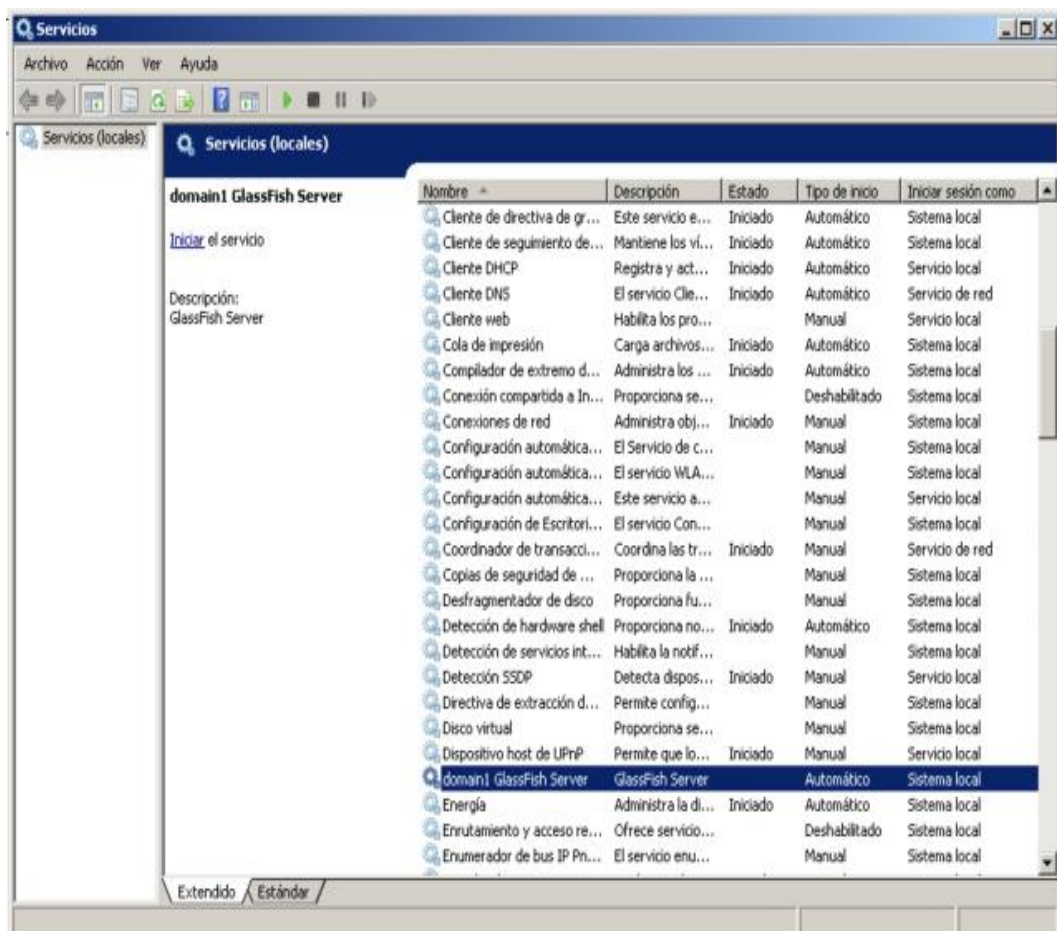 Servicios
Archivo Acción Ver Ayuda
Servicios (locales)
Servicios (locales)
domain1 GlassFish Server
Iniciar el servicio
Descripción:
GlassFish Server
Nombre Descripción Estado Tipo de inicio Iniciar sesión como
Cliente de directiva de gr... Este servicio e... Iniciado Automático Sistema local
Cliente de seguimiento de... Mantiene los ví... Iniciado Automático Sistema local
Cliente DHCP Registra y act... Iniciado Automático Servicio local
Cliente DNS El servicio Clie... Iniciado Automático Servicio de red
Cliente web Habilita los pro... Manual Servicio local
Cola de impresión Carga archivos... Iniciado Automático Sistema local
Compilador de extremo d... Administra los ... Iniciado Automático Sistema local
Conexión compartida a In... Proporciona se... Deshabilitado Sistema local
Conexiones de red Administra obj... Iniciado Manual Sistema local
Configuración automática... El Servicio de c... Manual Sistema local
Configuración automática... El servicio WLA... Manual Sistema local
Configuración automática... Este servicio a... Manual Servicio local
Configuración de Escritori... El servicio Con... Manual Sistema local
Coordinador de transacci... Coordina las tr... Iniciado Manual Servicio de red
Copias de seguridad de ... Proporciona la ... Manual Sistema local
Desfragmentador de disco Proporciona fu... Manual Sistema local
Detección de hardware shell Proporciona no... Iniciado Automático Sistema local
Detección de servicios int... Habilita la notif... Manual Sistema local
Detección SSDP Detecta dispos... Iniciado Manual Servicio local
Directiva de extracción d... Permite config... Manual Sistema local
Disco virtual Proporciona se... Manual Sistema local
Dispositivo host de UPnP Permite que lo... Iniciado Manual Servicio local
domain1 GlassFish Server GlassFish Server Automático Sistema local
Energía Administra la di... Iniciado Automático Sistema local
Enrutamiento y acceso re... Ofrece servicio... Deshabilitado Sistema local
Enumerador de bus IP Pn... El servicio enu... Manual Sistema local
Extendido Estándar